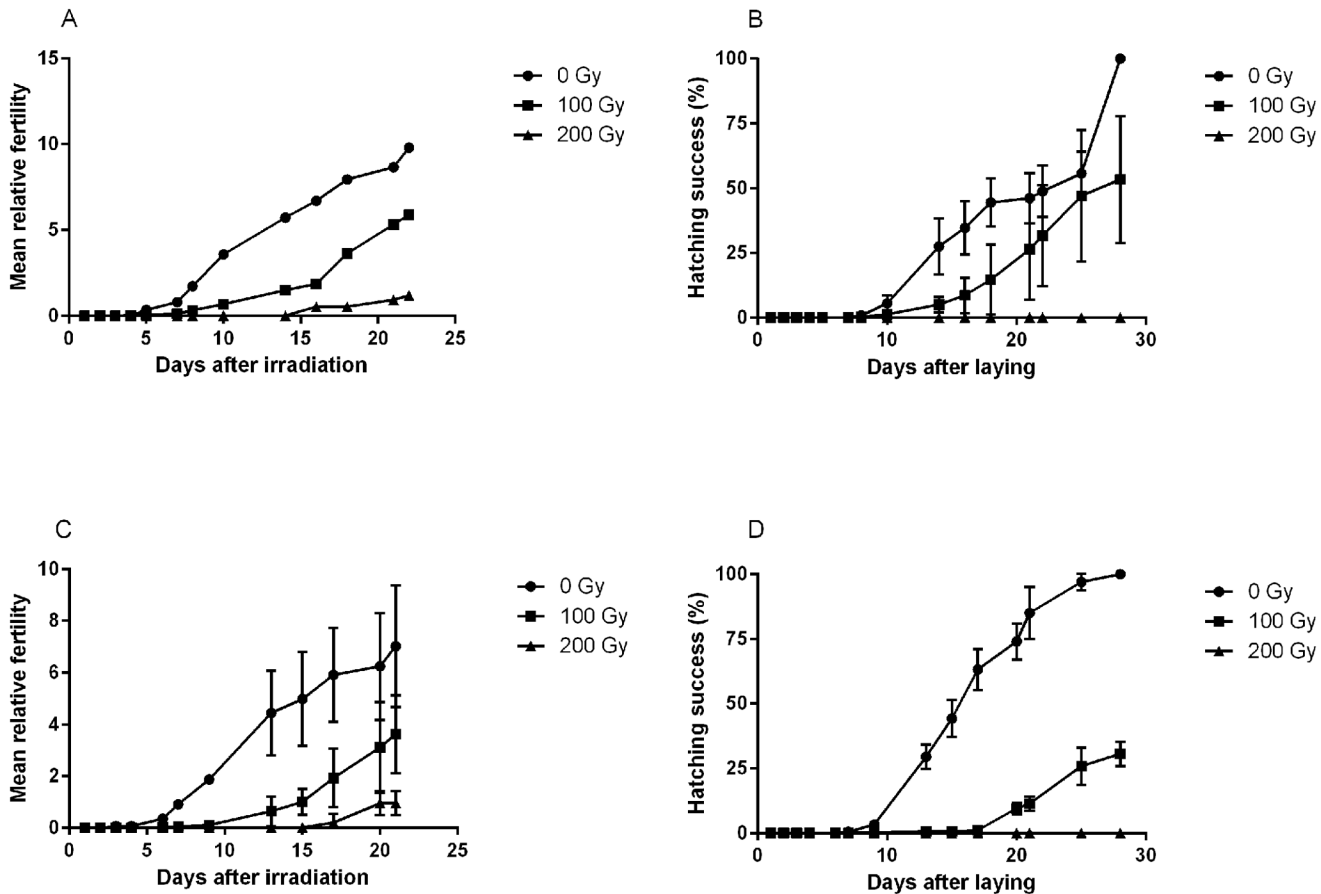 A
Mean relative fertility
15
10
5
0
0 5 10 15 20 25
Days after irradiation
0 Gy
100 Gy
200 Gy
B
Hatching success (%)
100
75
50
25
0
0 10 20 30
Days after laying
0 Gy
100 Gy
200 Gy
C
Mean relative fertility
10
8
6
4
2
0
0 5 10 15 20 25
Days after irradiation
0 Gy
100 Gy
200 Gy
D
Hatching success (%)
100
75
50
25
0
0 10 20 30
Days after laying
0 Gy
100 Gy
200 Gy